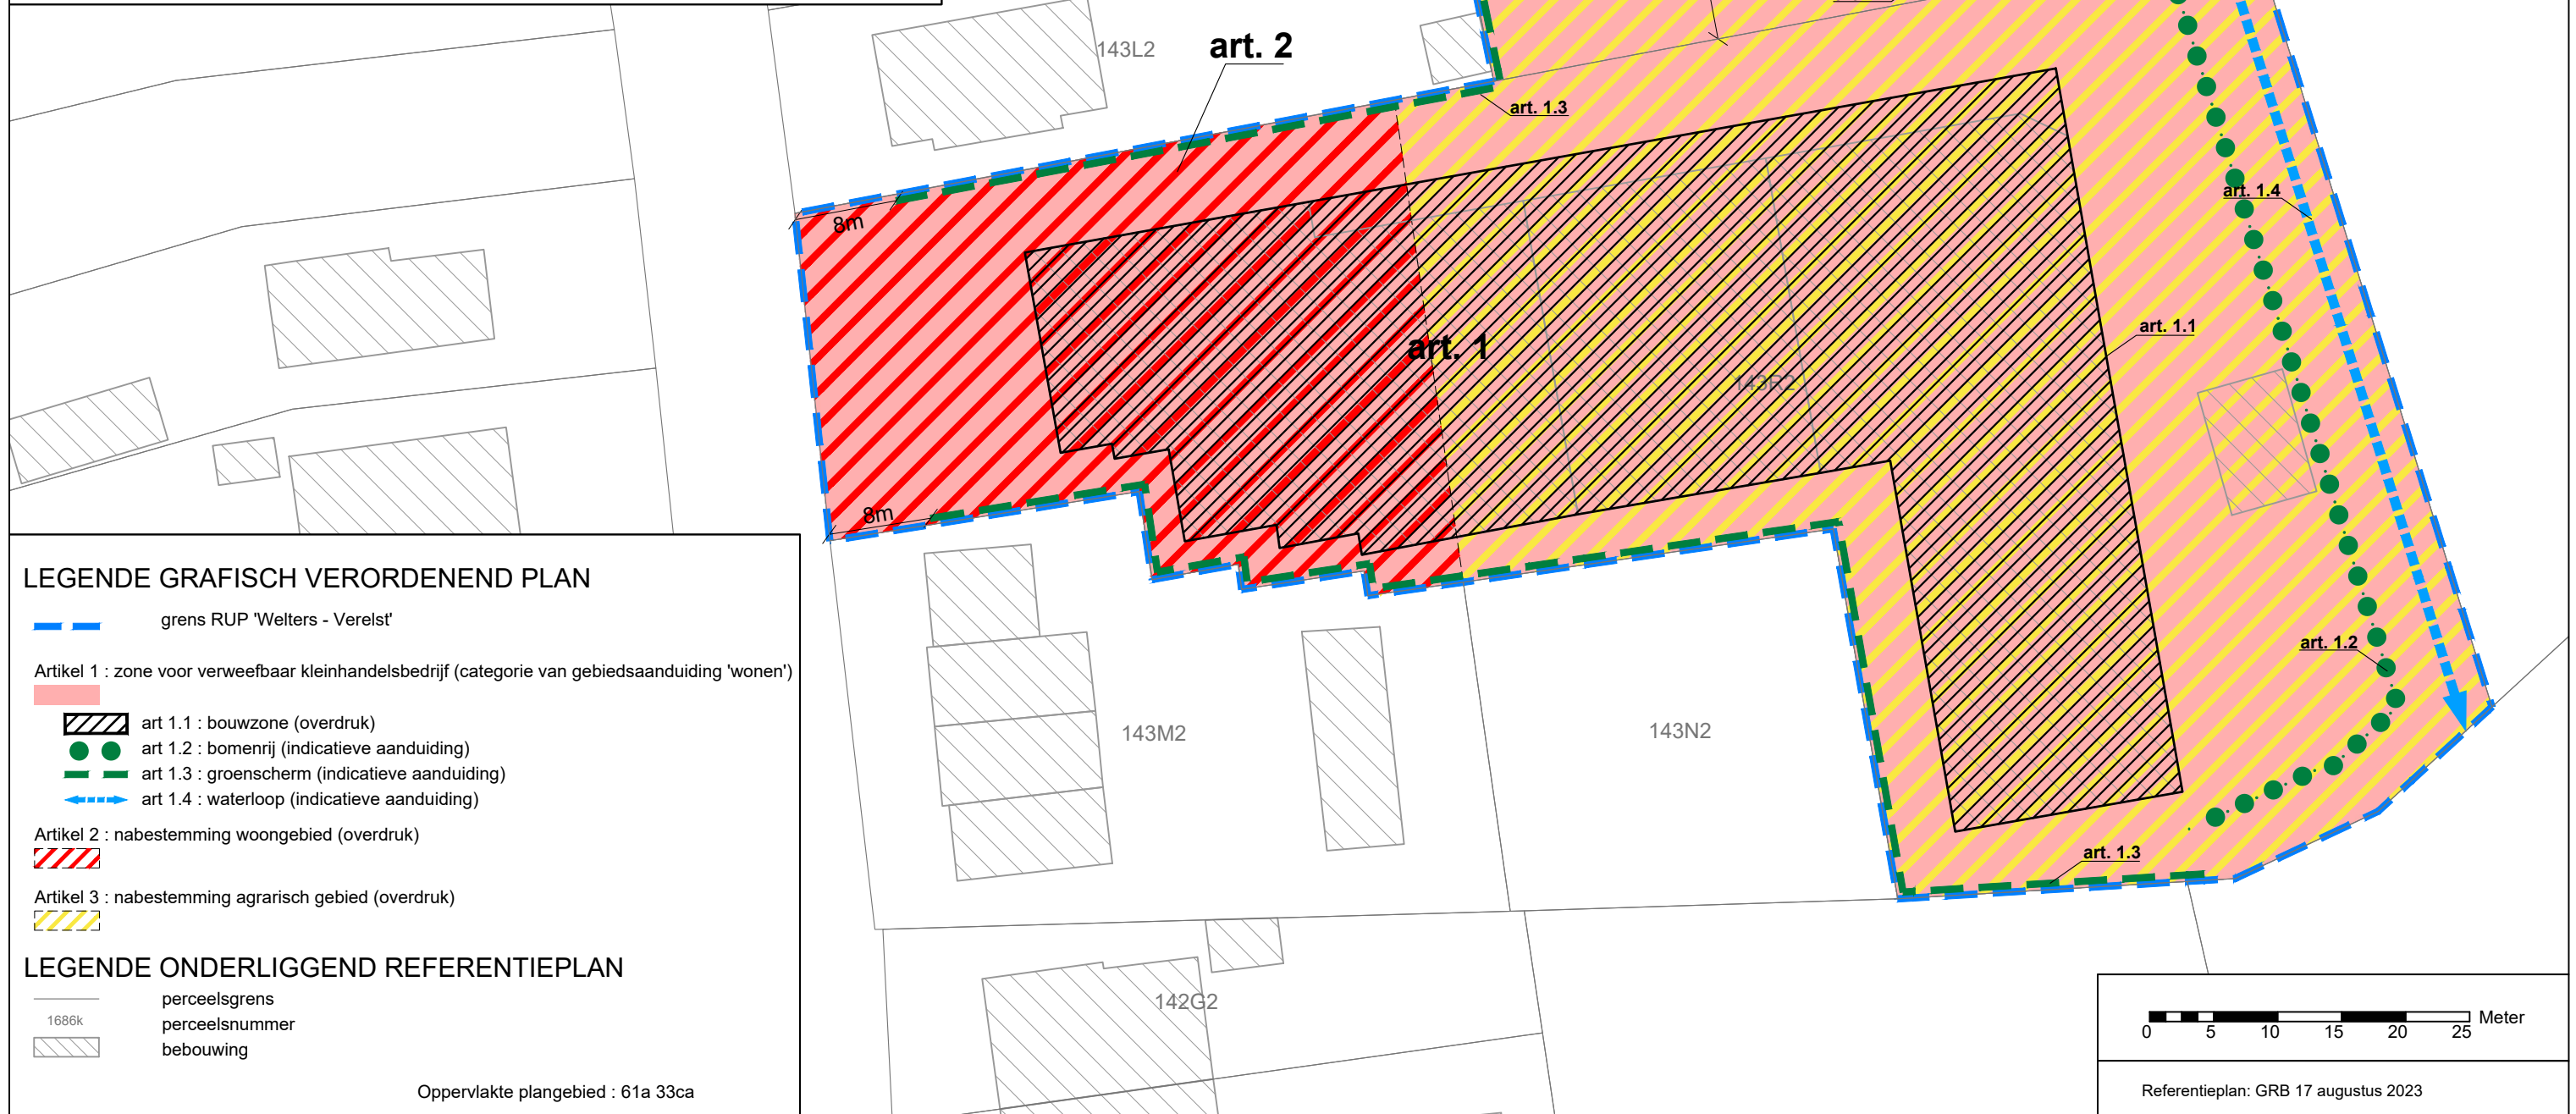 143L2
art. 2
art. 1.3
8m
art. 1.4
art. 1.1
art. 1
143R2
8m
art. 1.2
143M2
143N2
art. 1.3
142G2
LEGENDE GRAFISCH VERORDENEND PLAN
grens RUP 'Welters - Verelst'
Artikel 1 : zone voor verweefbaar kleinhandelsbedrijf (categorie van gebiedsaanduiding 'wonen')
art 1.1 : bouwzone (overdruk)
art 1.2 : bomenrij (indicatieve aanduiding)
art 1.3 : groenscherm (indicatieve aanduiding)
art 1.4 : waterloop (indicatieve aanduiding)
Artikel 2 : nabestemming woongebied (overdruk)
Artikel 3 : nabestemming agrarisch gebied (overdruk)
LEGENDE ONDERLIGGEND REFERENTIEPLAN
perceelsgrens
1686k perceelsnummer
bebouwing
Oppervlakte plangebied : 61a 33ca
Meter
0 5 10 15 20 25
Referentieplan: GRB 17 augustus 2023